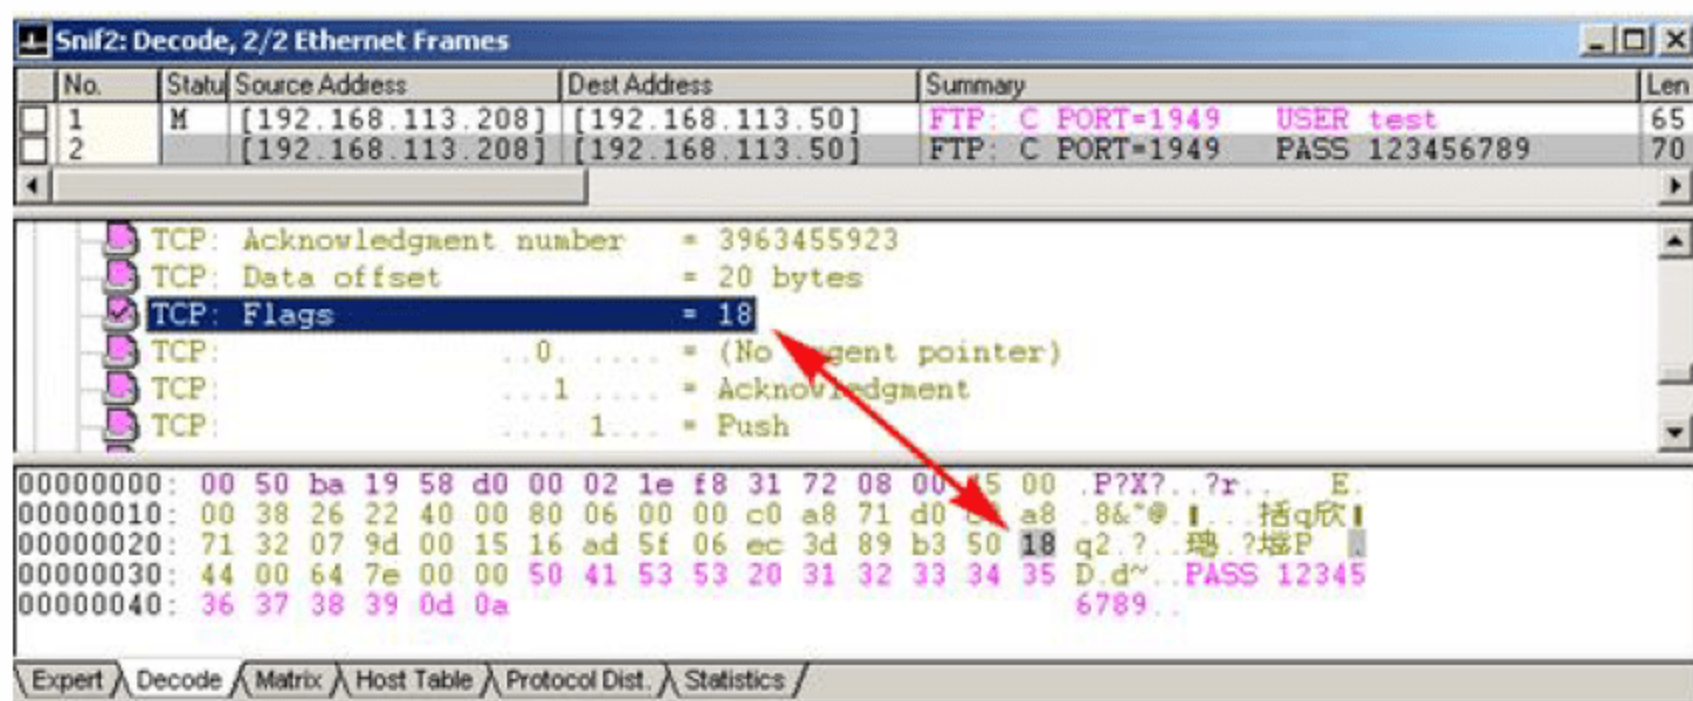 Snif2: Decode, 2/2 Ethernet Frames
No. Statu Source Address Dest Address Summary Len
1 M [192.168.113.208] [192.168.113.50] FTP: C PORT=1949 USER test 65
2 [192.168.113.208] [192.168.113.50] FTP: C PORT=1949 PASS 123456789 70
TCP: Acknowledgment number = 3963455923
TCP: Data offset = 20 bytes
TCP: Flags = 18
TCP: ..0. .... = (No pointer)
TCP: ...1 .... = Acknowledgment
TCP: .... 1... = Push
00000000: 00 50 ba 19 58 d0 00 02 1e f8 31 72 08 00 45 00 .P?X?..?r... E.
00000010: 00 38 26 22 40 00 80 06 00 00 c0 a8 71 d0 a8 .8&"@. ... 括q欣
00000020: 71 32 07 9d 00 15 16 ad 5f 06 ec 3d 89 b3 50 18 q2.?.. .? P .
00000030: 44 00 64 7e 00 00 50 41 53 53 20 31 32 33 34 35 D.d~..PASS 12345
00000040: 36 37 38 39 0d 0a 6789..
Expert Decode Matrix Host Table Protocol Dist. Statistics